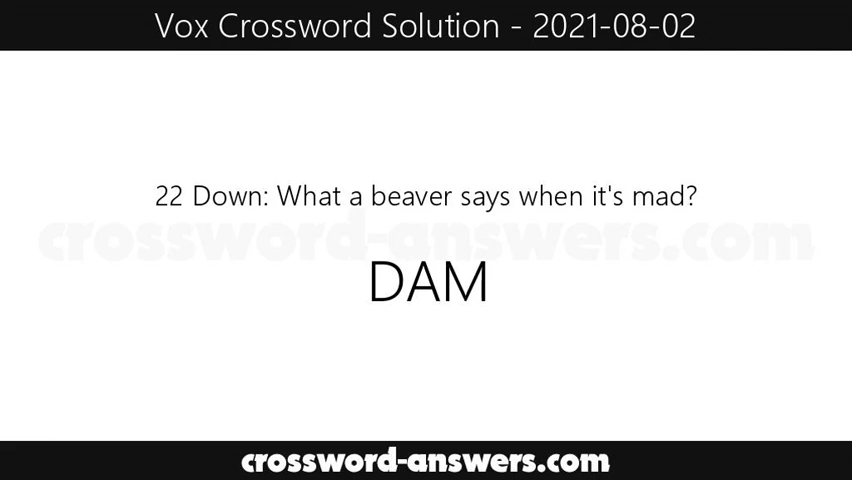 Vox Crossword Solution - 2021-08-02
22 Down: What a beaver says when it's mad?
crossword-answers.com
DAM
crossword-answers.com